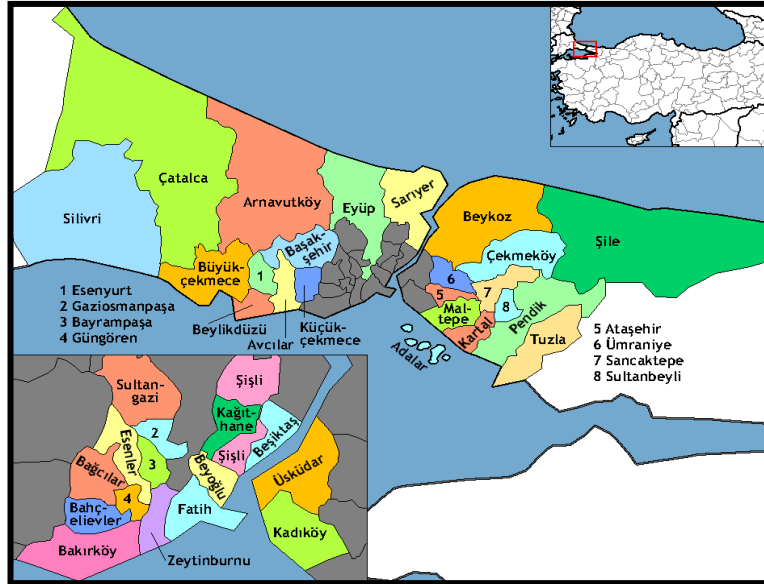 Çatalca
Arnavutköy
Eyüp
Sarıyer
Silivri
Beykoz
Şile
Büyük-
çekmece
1
Başak-
şehir
Çekmeköy
6
7
5
8
Mal-
tepe
Kartal
Pendik
Tuzla
Adalar
Beylikdüzü
Avcılar
Küçük-
çekmece
1 Esenyurt
2 Gaziosmanpaşa
3 Bayrampaşa
4 Güngören
5 Ataşehir
6 Ümraniye
7 Sancaktepe
8 Sultanbeyli
Sultan-
gazi
Şişli
Kağıt-
hane
Beşiktaş
2
Esenler
3
Şişli
Beyoğlu
Bağcılar
4
Üsküdar
Bahç-
elievler
Fatih
Kadıköy
Bakırköy
Zeytinburnu